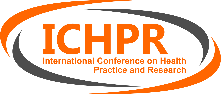 ICHPR
International Conference on Health
Practice and Research